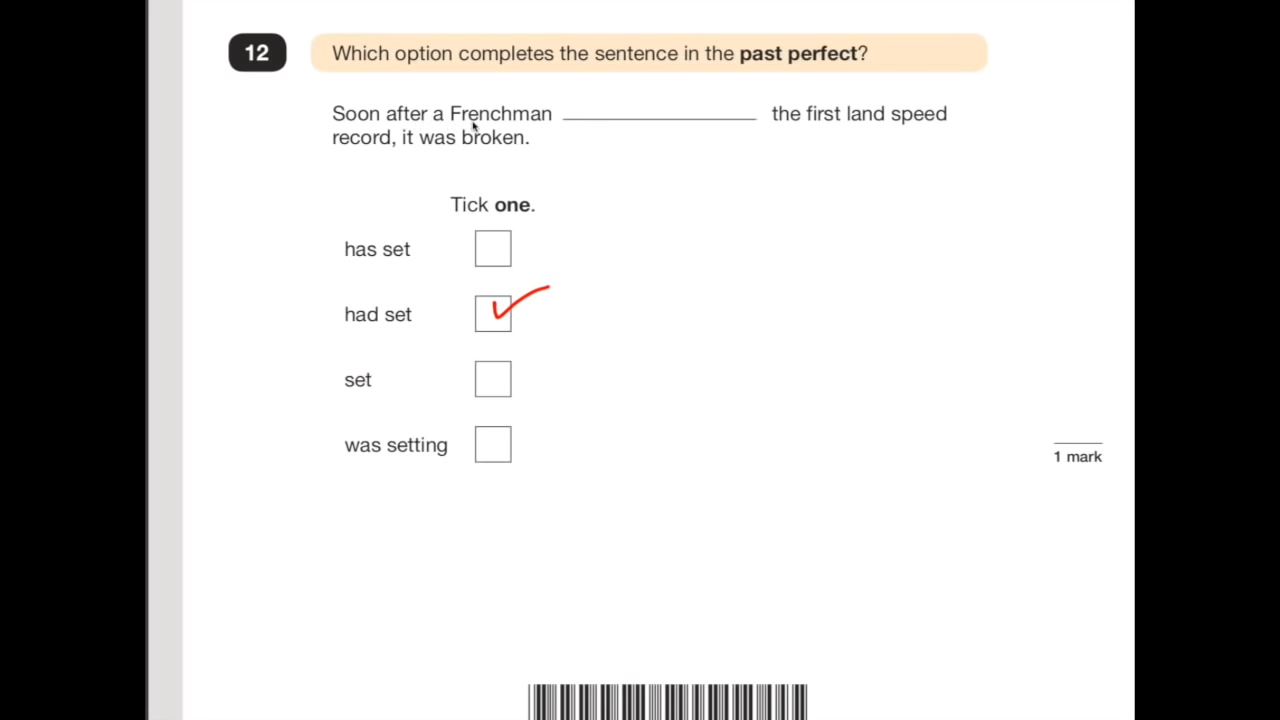 12 Which option completes the sentence in the past perfect?
Soon after a Frenchman ________________ the first land speed
record, it was broken.
Tick one.
has set
had set
set
was setting
1 mark